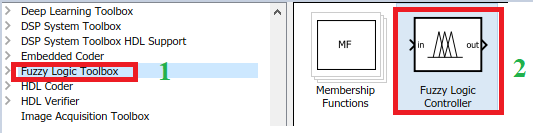 Deep Learning Toolbox
DSP System Toolbox
DSP System Toolbox HDL Support
Embedded Coder
Fuzzy Logic Toolbox
1
HDL Coder
HDL Verifier
Image Acquisition Toolbox
MF
Membership
Functions
in
out
Fuzzy Logic
Controller
2